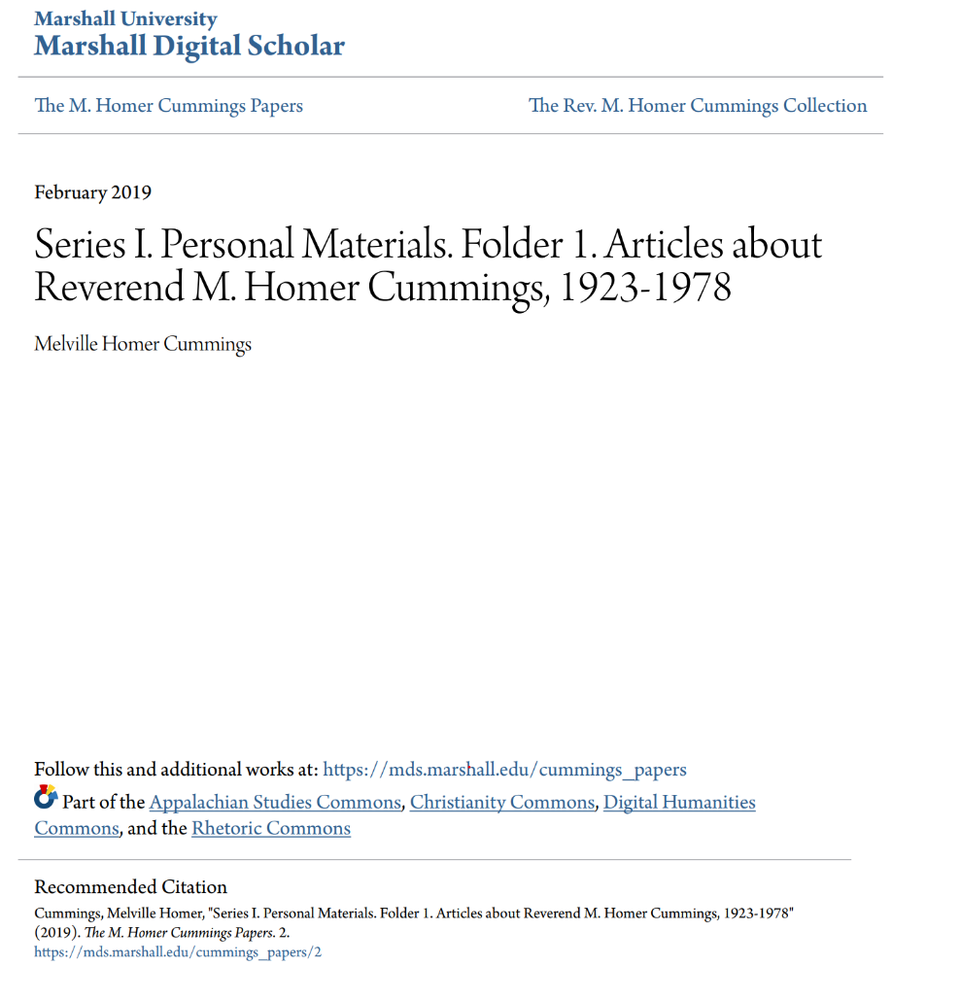 Marshall University
Marshall Digital Scholar
The M. Homer Cummings Papers
The Rev. M. Homer Cummings Collection
February 2019
Series I. Personal Materials. Folder 1. Articles about
Reverend M. Homer Cummings, 1923-1978
Melville Homer Cummings
Follow this and additional works at: https://mds.marshall.edu/cummings_papers
Part of the Appalachian Studies Commons, Christianity Commons, Digital Humanities
Commons, and the Rhetoric Commons
Recommended Citation
Cummings, Melville Homer, "Series I. Personal Materials. Folder 1. Articles about Reverend M. Homer Cummings, 1923-1978"
(2019). The M. Homer Cummings Papers. 2.
https://mds.marshall.edu/cummings_papers/2